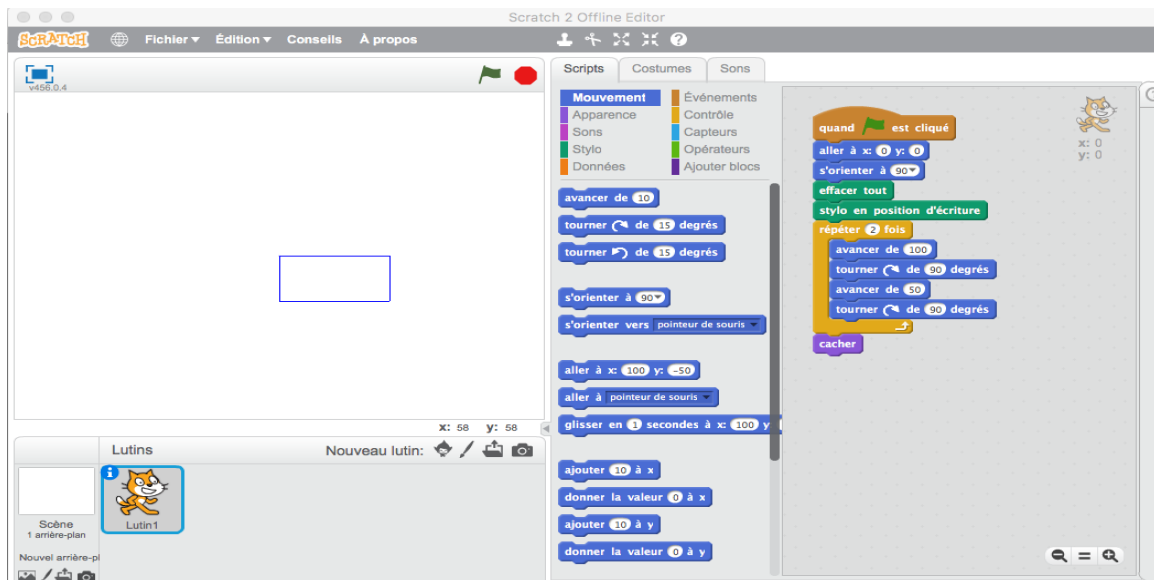 Scratch 2 Offline Editor
SCRATCH Fichier Édition Conseils À propos
v456.0.4
X: 58 y: 58
Lutins Nouveau lutin:
Scène
1 arrière-plan
Lutin1
Nouvel arrière-pl
Scripts Costumes Sons
Mouvement Événements
Apparence Contrôle
Sons Capteurs
Stylo Opérateurs
Données Ajouter blocs
avancer de 10
tourner de 15 degrés
tourner de 15 degrés
s'orienter à 90
s'orienter vers pointeur de souris
aller à x: 100 y: -50
aller à pointeur de souris
glisser en 1 secondes à x: 100 y
ajouter 10 à x
donner la valeur 0 à x
ajouter 10 à y
donner la valeur 0 à y
quand est cliqué
aller à x: 0 y: 0
s'orienter à 90
effacer tout
stylo en position d'écriture
répéter 2 fois
avancer de 100
tourner de 90 degrés
avancer de 50
tourner de 90 degrés
cacher
x: 0
y: 0